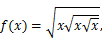 f(x) = √(x√(x√x)),